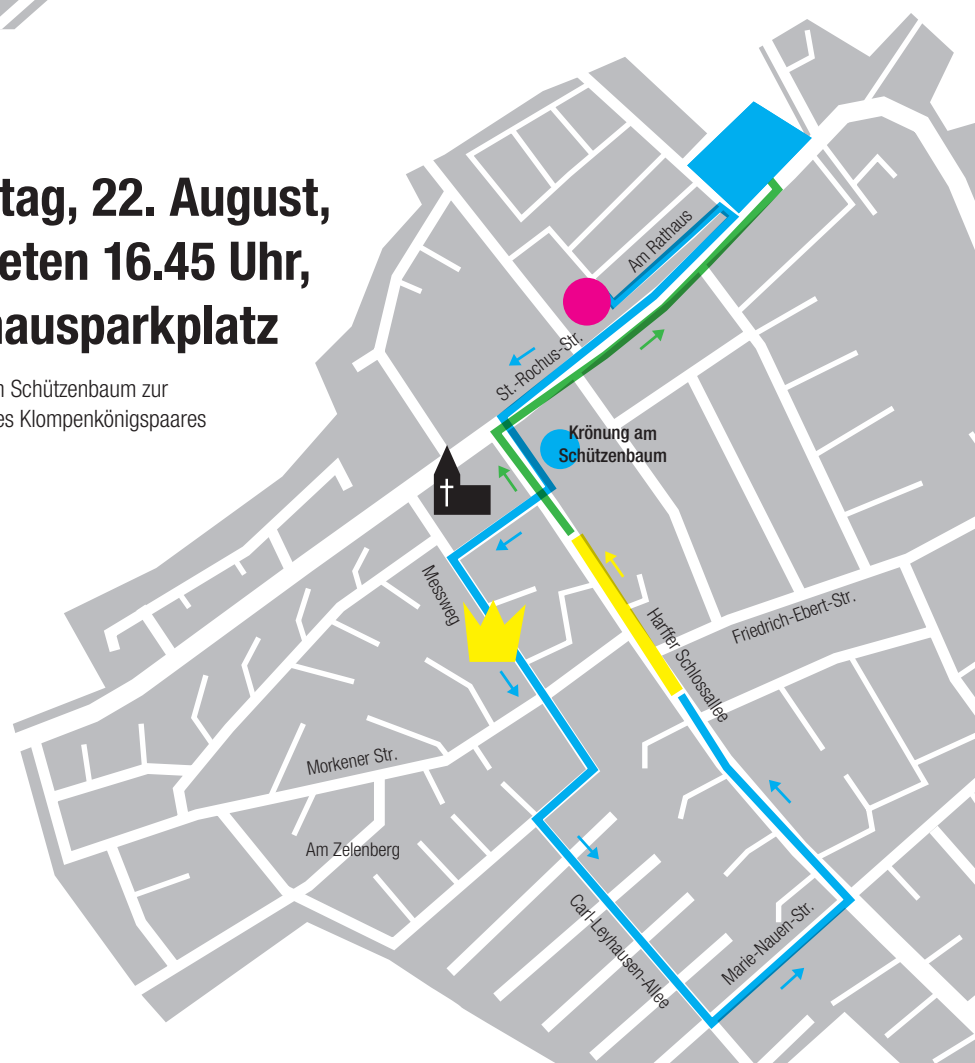 tag, 22. August,
eten 16.45 Uhr,
nausparkplatz
n Schützenbaum zur
es Klompenkönigspaares
Am Rathaus
St.-Rochus-Str.
Krönung am
Schützenbaum
Messweg
Friedrich-Ebert-Str.
Harffer Schlossallee
Morkener Str.
Am Zelenberg
Carl-Leyhausen-Allee
Marie-Nauen-Str.